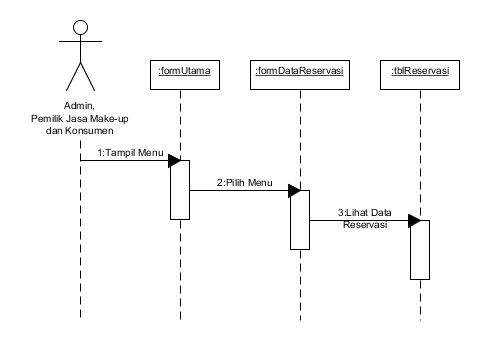 :formUtama
:formDataReservasi
:tblReservasi
Admin,
Pemilik Jasa Make-up
dan Konsumen
1:Tampil Menu
2:Pilih Menu
3:Lihat Data
Reservasi